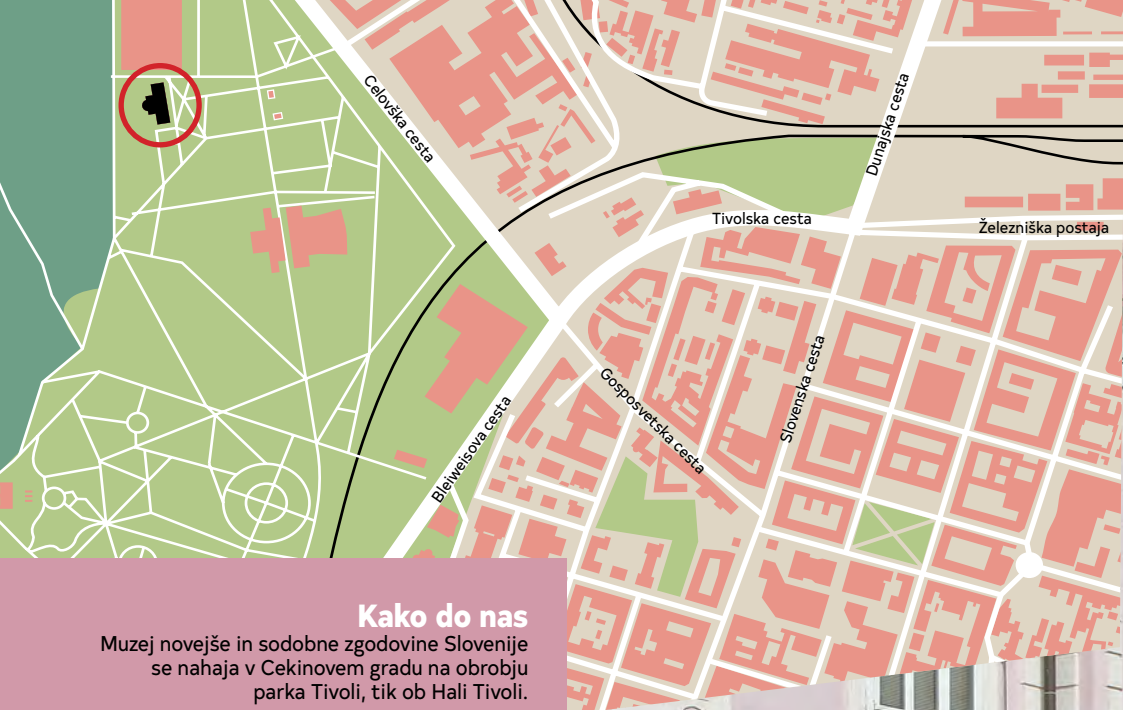 Celovška cesta
Dunajska cesta
Tivolska cesta
Železniška postaja
Slovenska cesta
Gosposvetska cesta
Bleiweisova cesta
Kako do nas
Muzej novejše in sodobne zgodovine Slovenije
se nahaja v Cekinovem gradu na obrobju
parka Tivoli, tik ob Hali Tivoli.